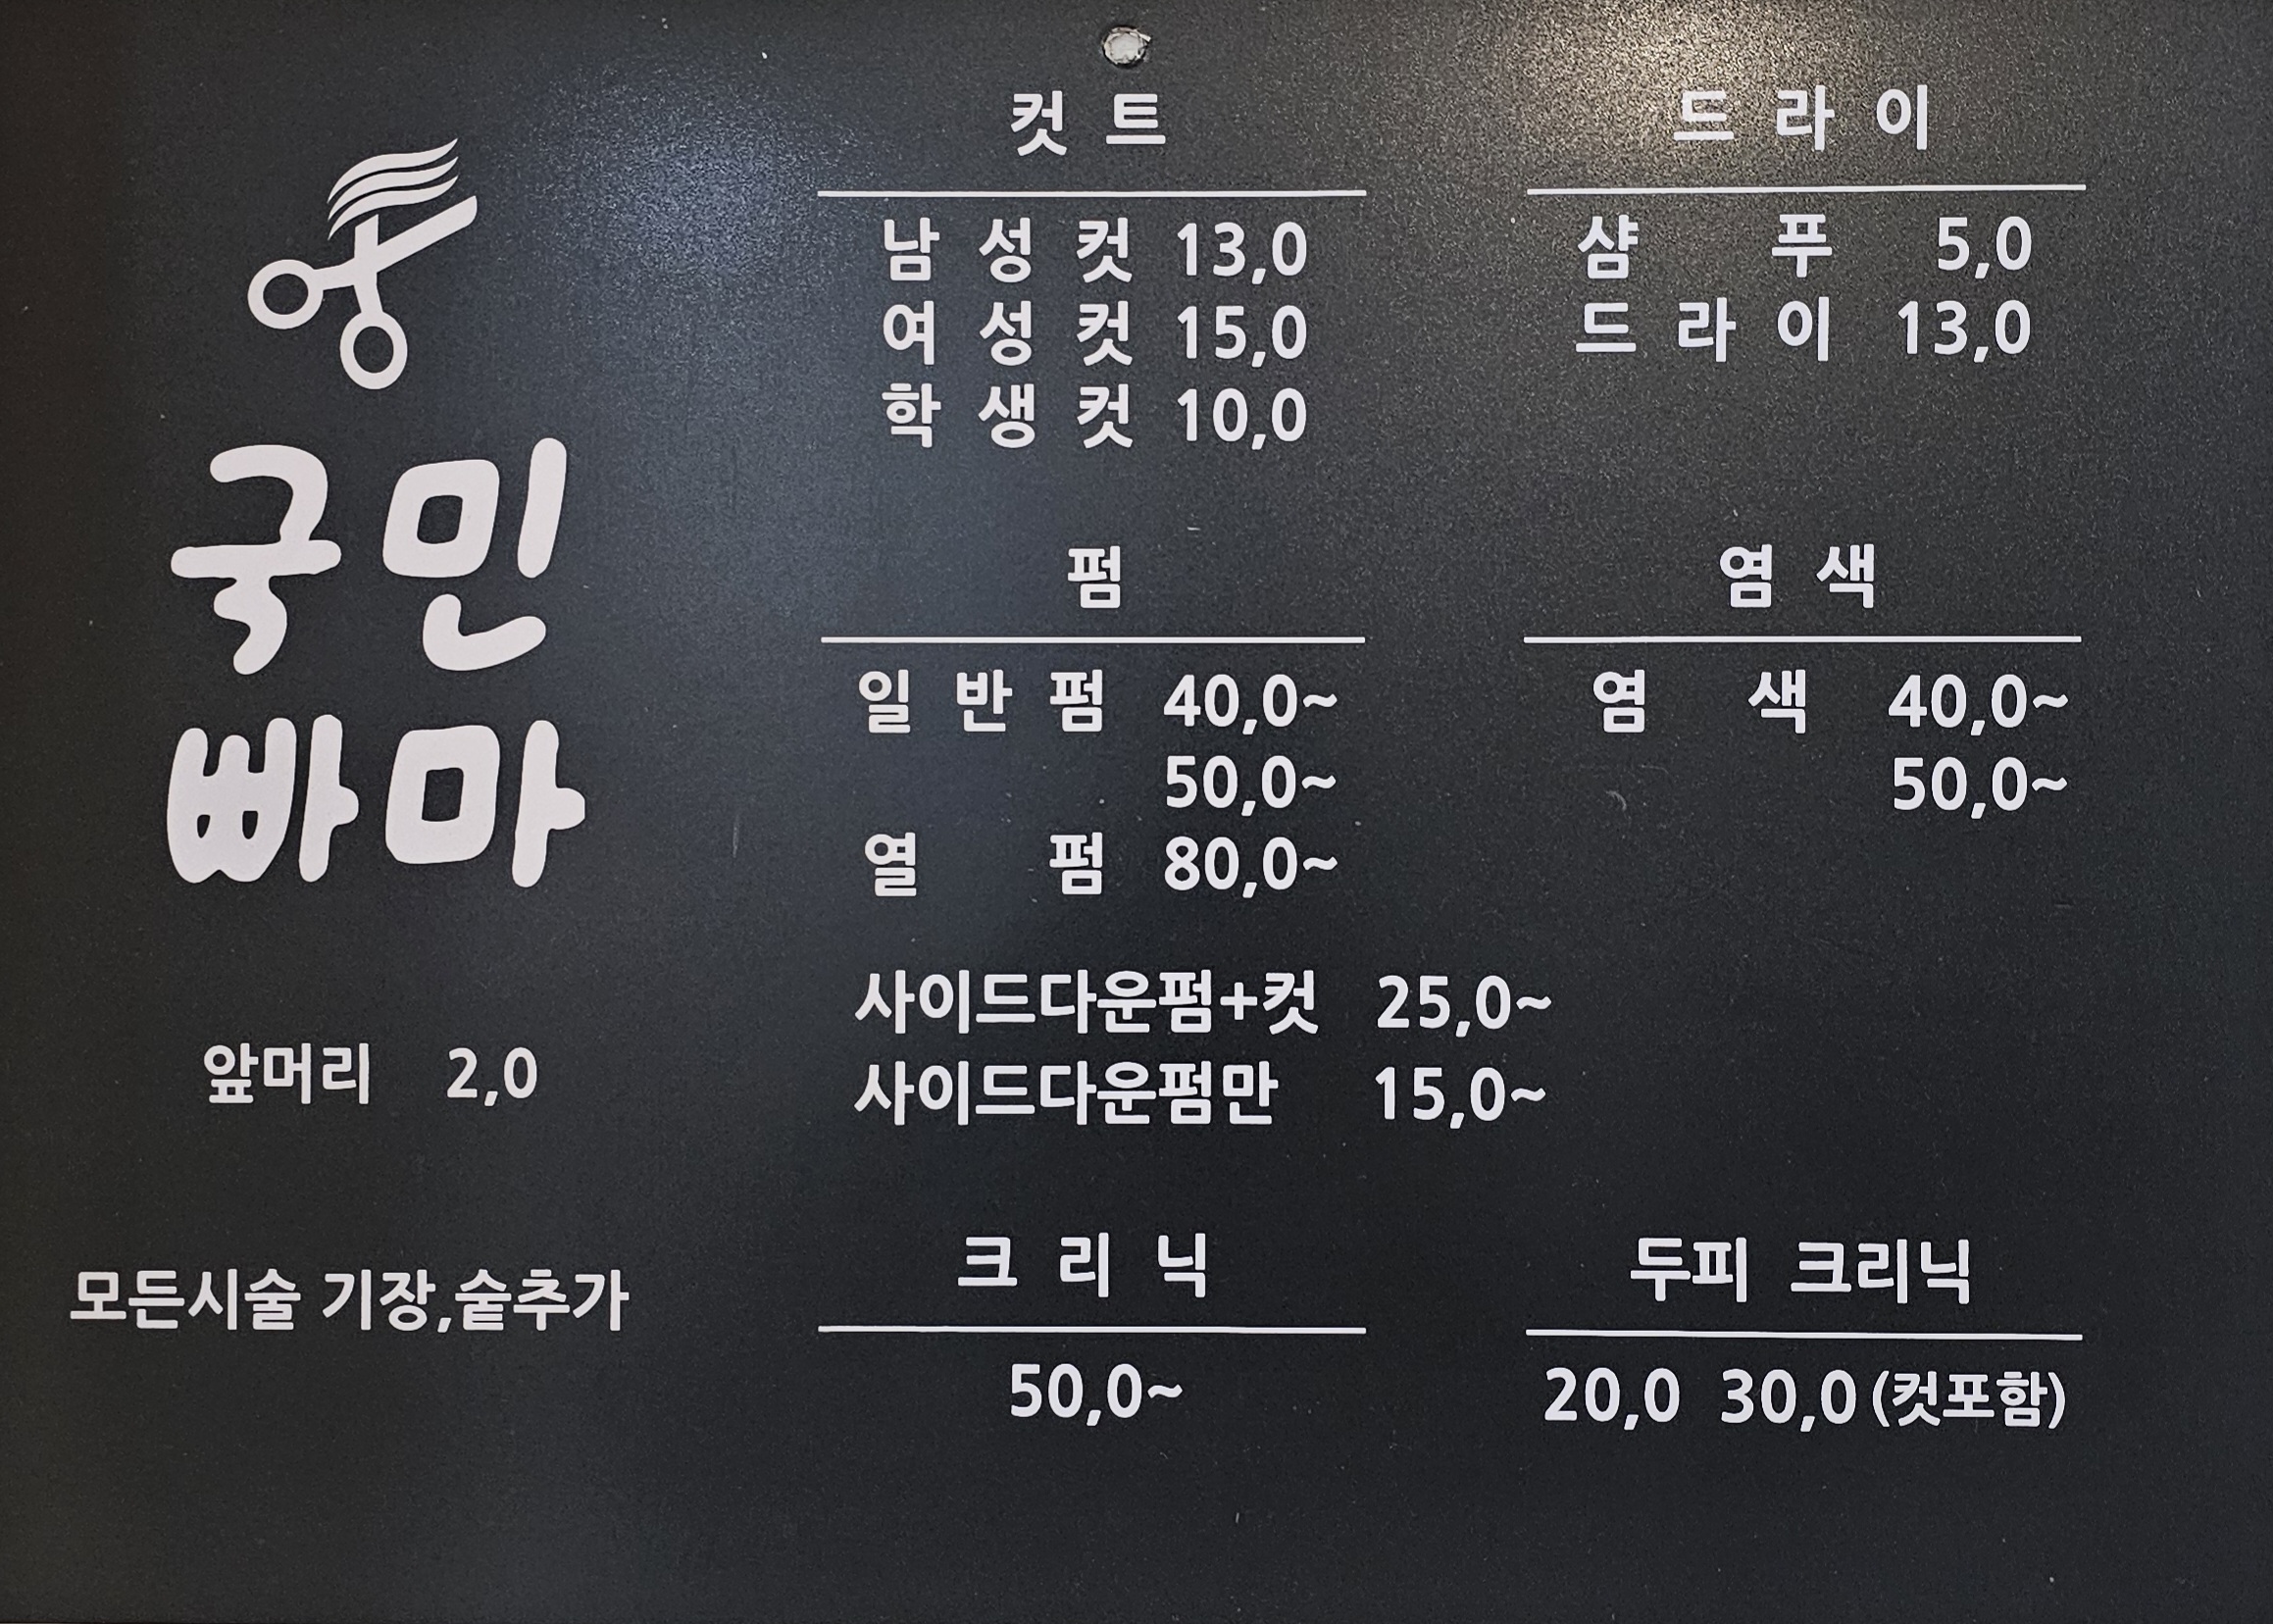 국민
빠마
앞머리 2,0
모든시술 기장,숱추가
컷 트
남 성 컷 13,0
여 성 컷 15,0
학 생 컷 10,0
드 라 이
샴 푸 5,0
드 라 이 13,0
펌
일 반 펌 40,0~
50,0~
열 펌 80,0~
염 색
염 색 40,0~
50,0~
사이드다운펌+컷 25,0~
사이드다운펌만 15,0~
크 리 닉
50,0~
두피 크리닉
20,0 30,0 (컷포함)